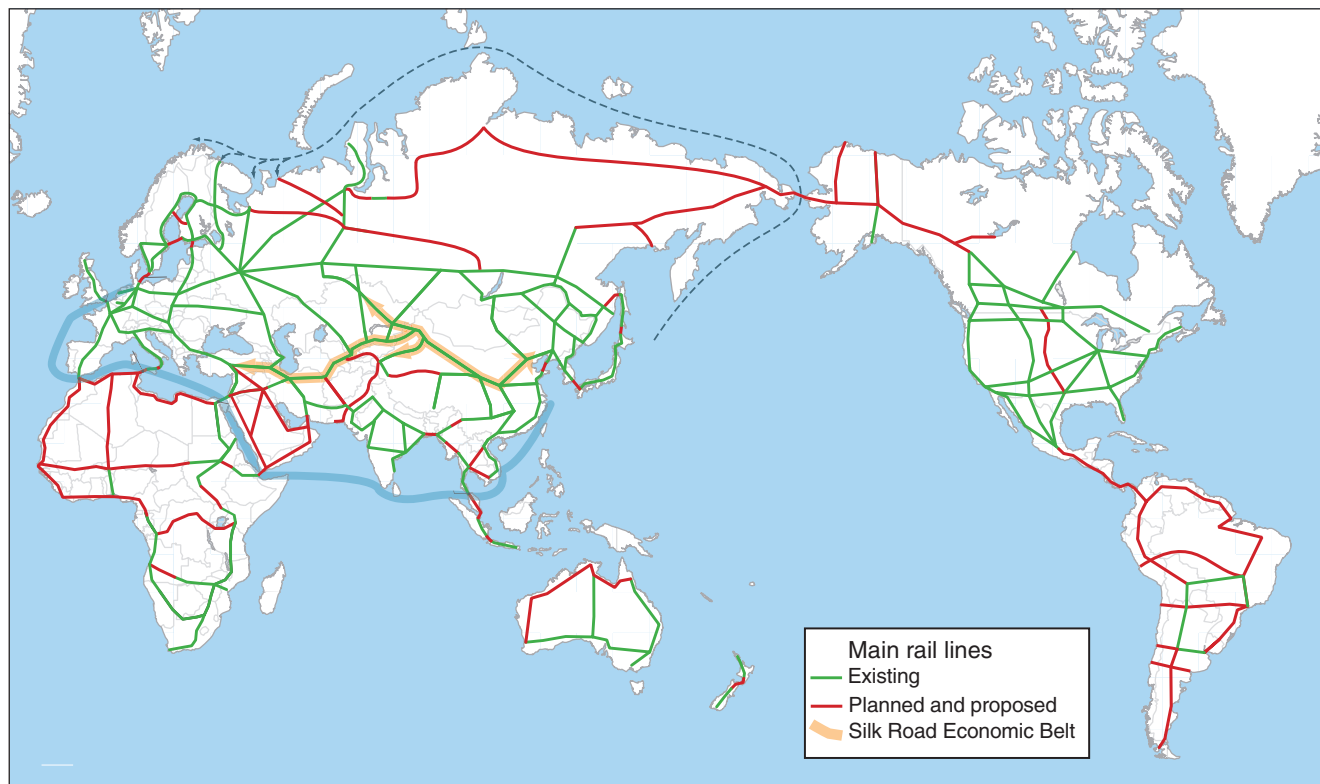 Main rail lines
Existing
Planned and proposed
Silk Road Economic Belt